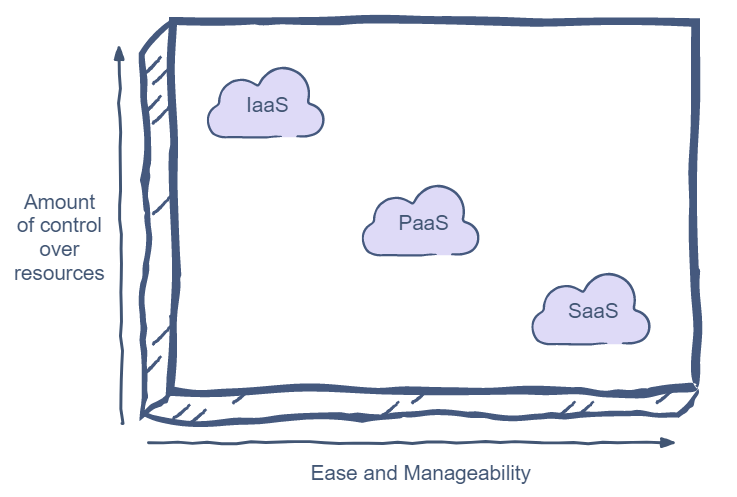 IaaS
PaaS
SaaS
Amount
of control
over
resources
Ease and Manageability